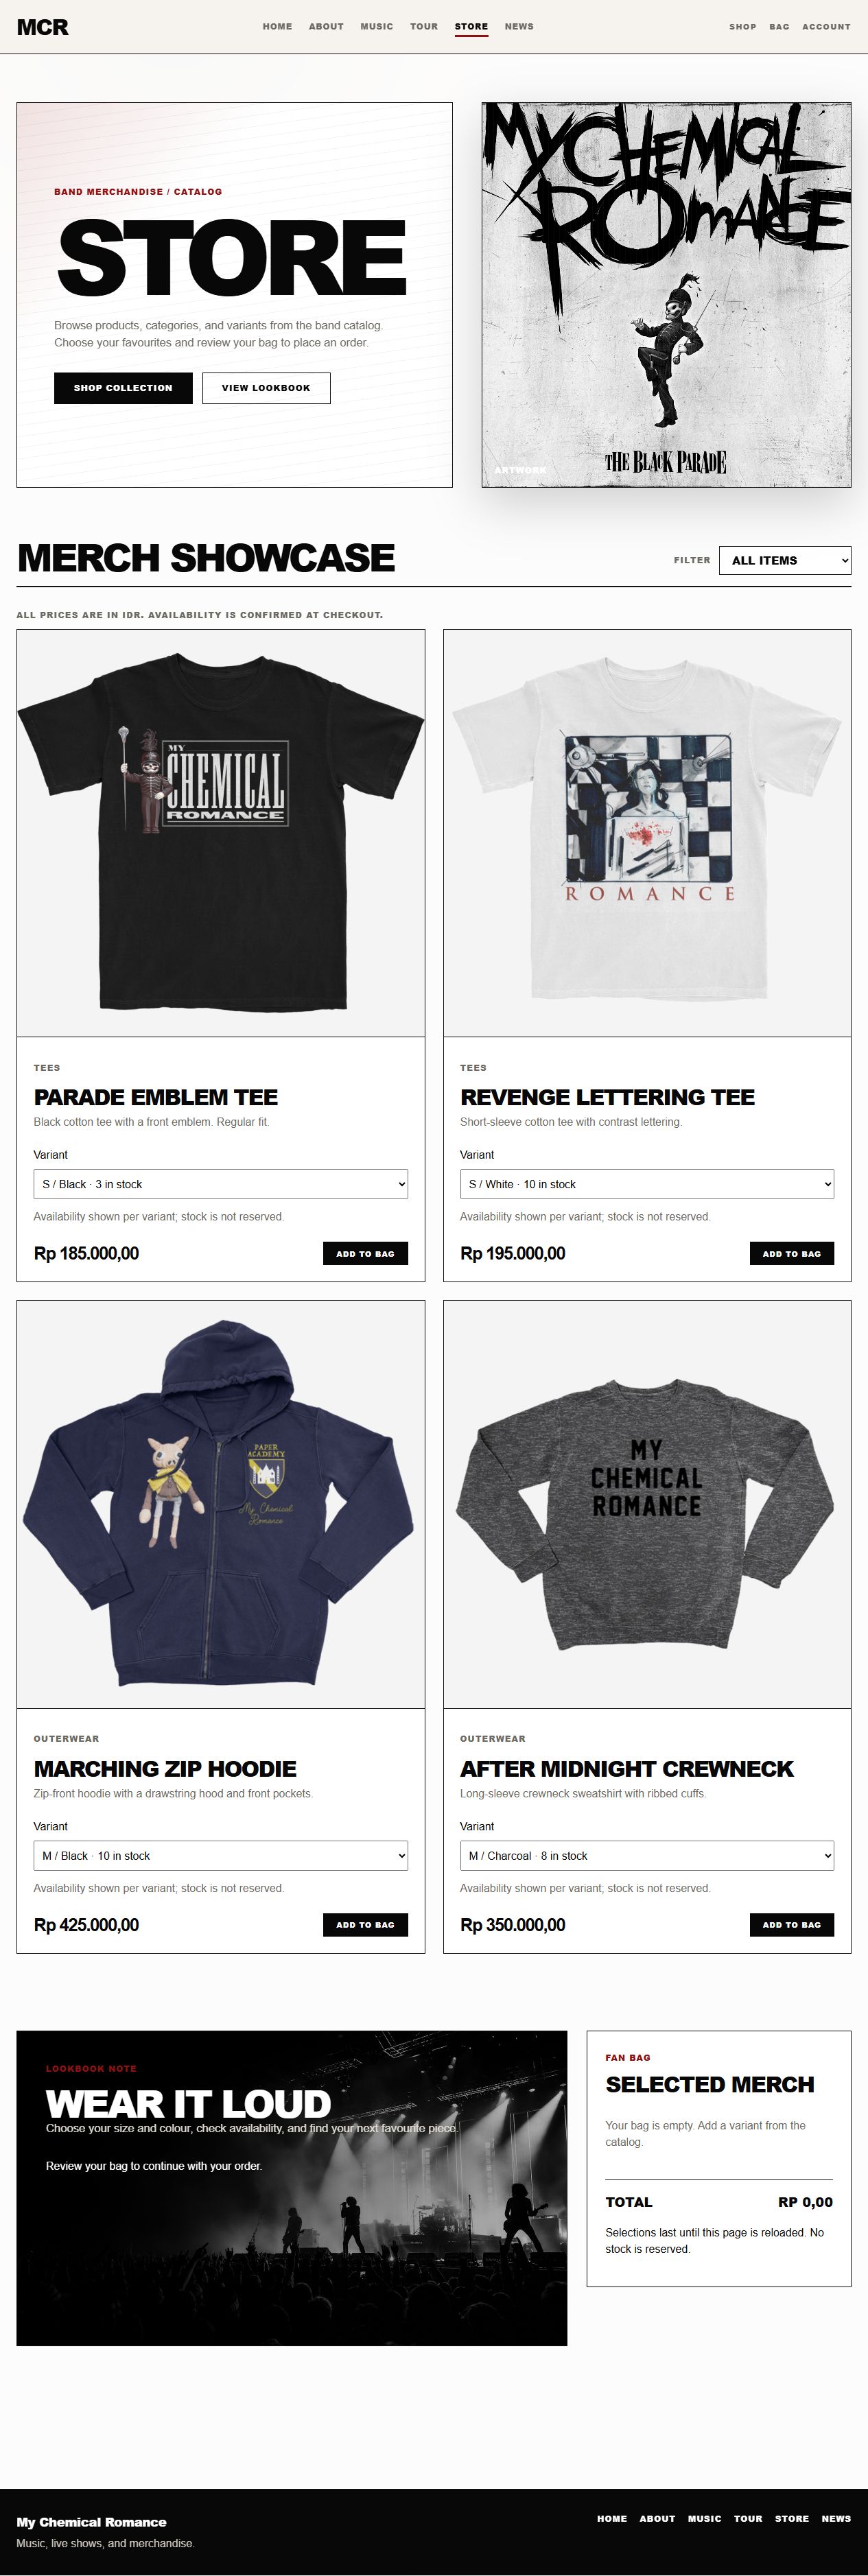 MCR
HOME ABOUT MUSIC TOUR STORE NEWS
SHOP BAG ACCOUNT
BAND MERCHANDISE / CATALOG
STORE
Browse products, categories, and variants from the band catalog.
Choose your favourites and review your bag to place an order.
SHOP COLLECTION
VIEW LOOKBOOK
MY CHEMICAL
ROMANCE
ARTWORK
THE BLACK PARADE
MERCH SHOWCASE
FILTER
ALL ITEMS
ALL PRICES ARE IN IDR. AVAILABILITY IS CONFIRMED AT CHECKOUT.
MY
CHEMICAL
ROMANCE
TEES
PARADE EMBLEM TEE
Black cotton tee with a front emblem. Regular fit.
Variant
S / Black · 3 in stock
Availability shown per variant; stock is not reserved.
Rp 185.000,00
ADD TO BAG
ROMANCE
TEES
REVENGE LETTERING TEE
Short-sleeve cotton tee with contrast lettering.
Variant
S / White · 10 in stock
Availability shown per variant; stock is not reserved.
Rp 195.000,00
ADD TO BAG
PAPER
ACADEMY
My Chemical
Romance
OUTERWEAR
MARCHING ZIP HOODIE
Zip-front hoodie with a drawstring hood and front pockets.
Variant
M / Black · 10 in stock
Availability shown per variant; stock is not reserved.
Rp 425.000,00
ADD TO BAG
MY
CHEMICAL
ROMANCE
OUTERWEAR
AFTER MIDNIGHT CREWNECK
Long-sleeve crewneck sweatshirt with ribbed cuffs.
Variant
M / Charcoal · 8 in stock
Availability shown per variant; stock is not reserved.
Rp 350.000,00
ADD TO BAG
LOOKBOOK NOTE
WEAR IT LOUD
Choose your size and colour, check availability, and find your next favourite piece.
Review your bag to continue with your order.
FAN BAG
SELECTED MERCH
Your bag is empty. Add a variant from the
catalog.
TOTAL
RP 0,00
Selections last until this page is reloaded. No
stock is reserved.
My Chemical Romance
Music, live shows, and merchandise.
HOME ABOUT MUSIC TOUR STORE NEWS